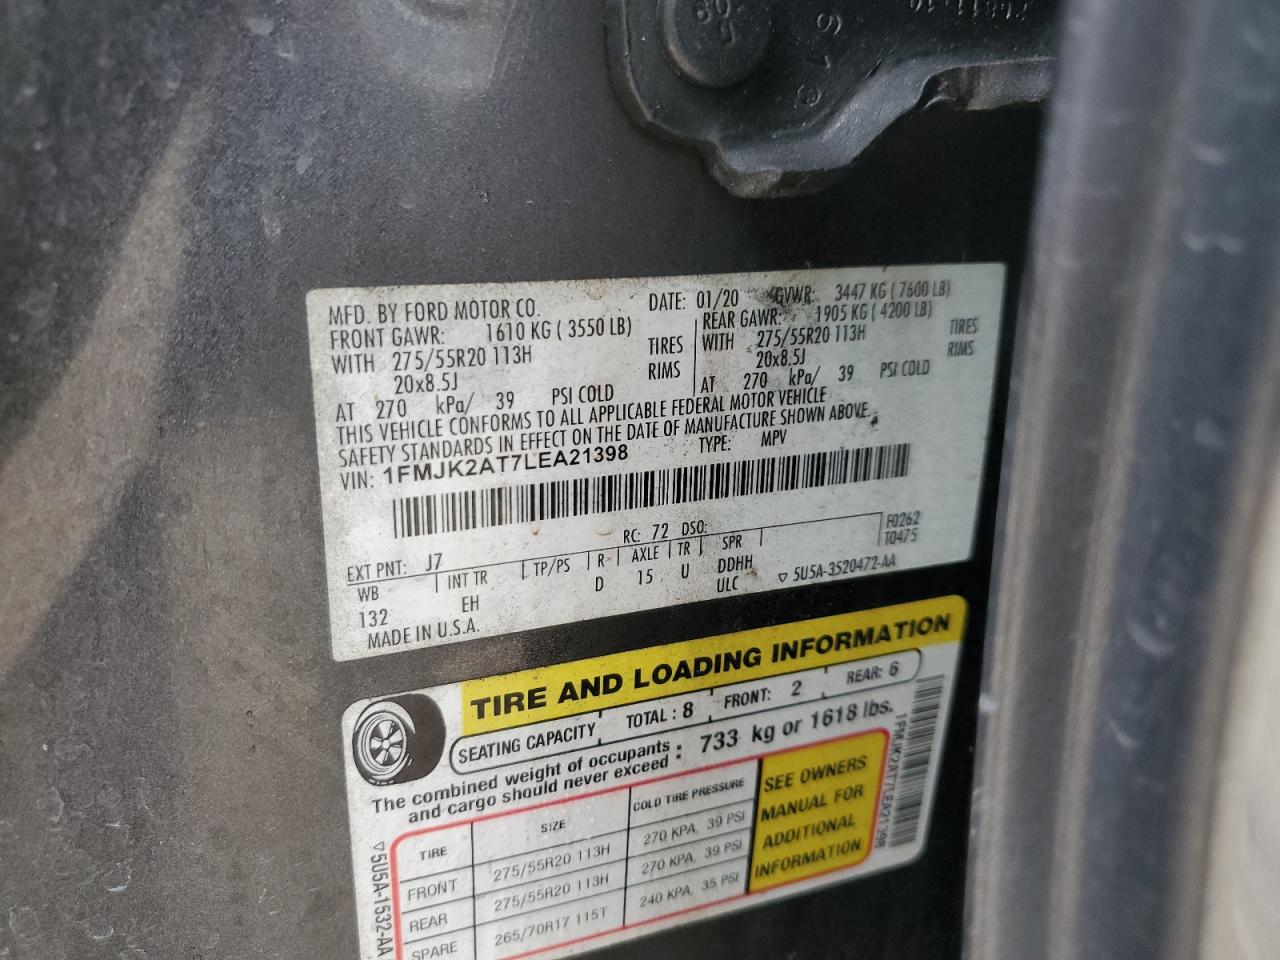 MFD. BY FORD MOTOR CO. DATE: 01/20 GVWR: 3447 KG ( 7600 LB)
FRONT GAWR: 1610 KG ( 3550 LB) REAR GAWR: 1905 KG ( 4200 LB)
WITH 275/55R20 113H TIRES WITH 275/55R20 113H TIRES
20x8.5J RIMS 20x8.5J RIMS
AT 270 kPa/ 39 PSI COLD AT 270 kPa/ 39 PSI COLD
THIS VEHICLE CONFORMS TO ALL APPLICABLE FEDERAL MOTOR VEHICLE
SAFETY STANDARDS IN EFFECT ON THE DATE OF MANUFACTURE SHOWN ABOVE.
VIN: 1FMJK2AT7LEA21398 TYPE: MPV
RC: 72 DSO: F0262
EXT PNT: J7 T0475
WB INT TR TP/PS R AXLE TR SPR
132 EH D 15 U DDHH
ULC ▽ 5U5A-3520472-AA
MADE IN U.S.A.
TIRE AND LOADING INFORMATION
SEATING CAPACITY TOTAL : 8 FRONT: 2 REAR: 6
The combined weight of occupants
and cargo should never exceed : 733 kg or 1618 lbs.
TIRE SIZE COLD TIRE PRESSURE
FRONT 275/55R20 113H 270 KPA, 39 PSI
REAR 275/55R20 113H 270 KPA, 39 PSI
SPARE 265/70R17 115T 240 KPA, 35 PSI
SEE OWNERS
MANUAL FOR
ADDITIONAL
INFORMATION
1FMJK2AT7LEA21398
▽5U5A-1532-AA